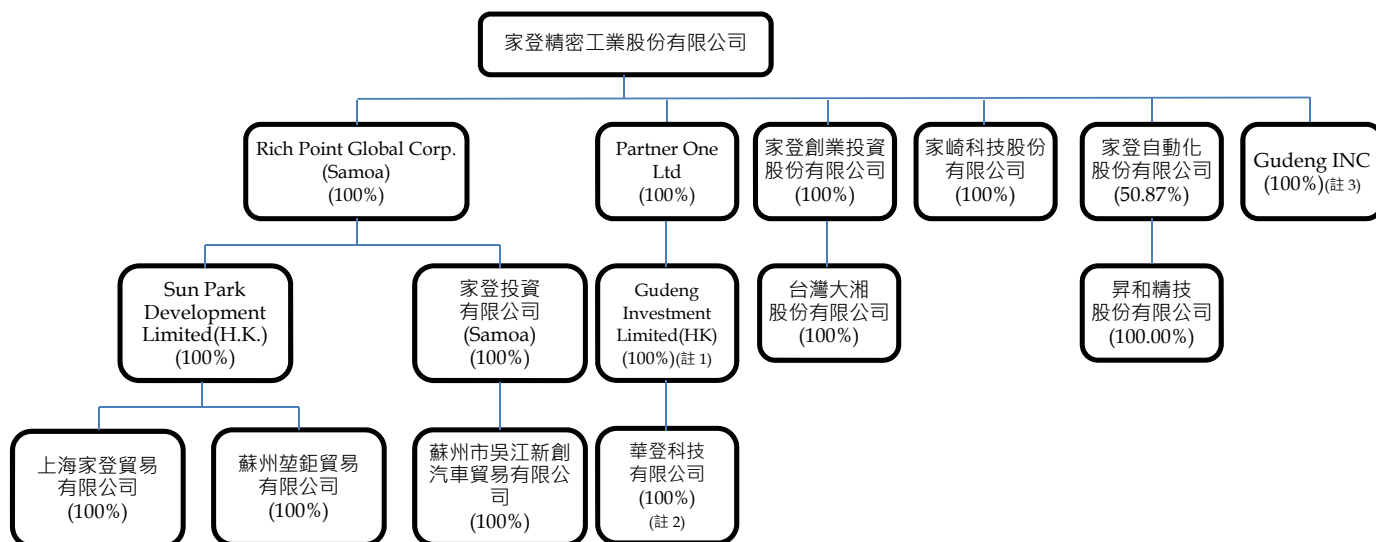 家登精密工業股份有限公司
Rich Point Global Corp.
(Samoa)
(100%)
Partner One
Ltd
(100%)
家登創業投資
股份有限公司
(100%)
家崎科技股份
有限公司
(100%)
家登自動化
股份有限公司
(50.87%)
Gudeng INC
(100%)(註 3)
Sun Park
Development
Limited(H.K.)
(100%)
家登投資
有限公司
(Samoa)
(100%)
Gudeng
Investment
Limited(HK)
(100%)(註 1)
台灣大湘
股份有限公司
(100%)
昇和精技
股份有限公司
(100.00%)
上海家登貿易
有限公司
(100%)
蘇州堃鉅貿易
有限公司
(100%)
蘇州市吳江新創
汽車貿易有限公
司
(100%)
華登科技
有限公司
(100%)
(註 2)